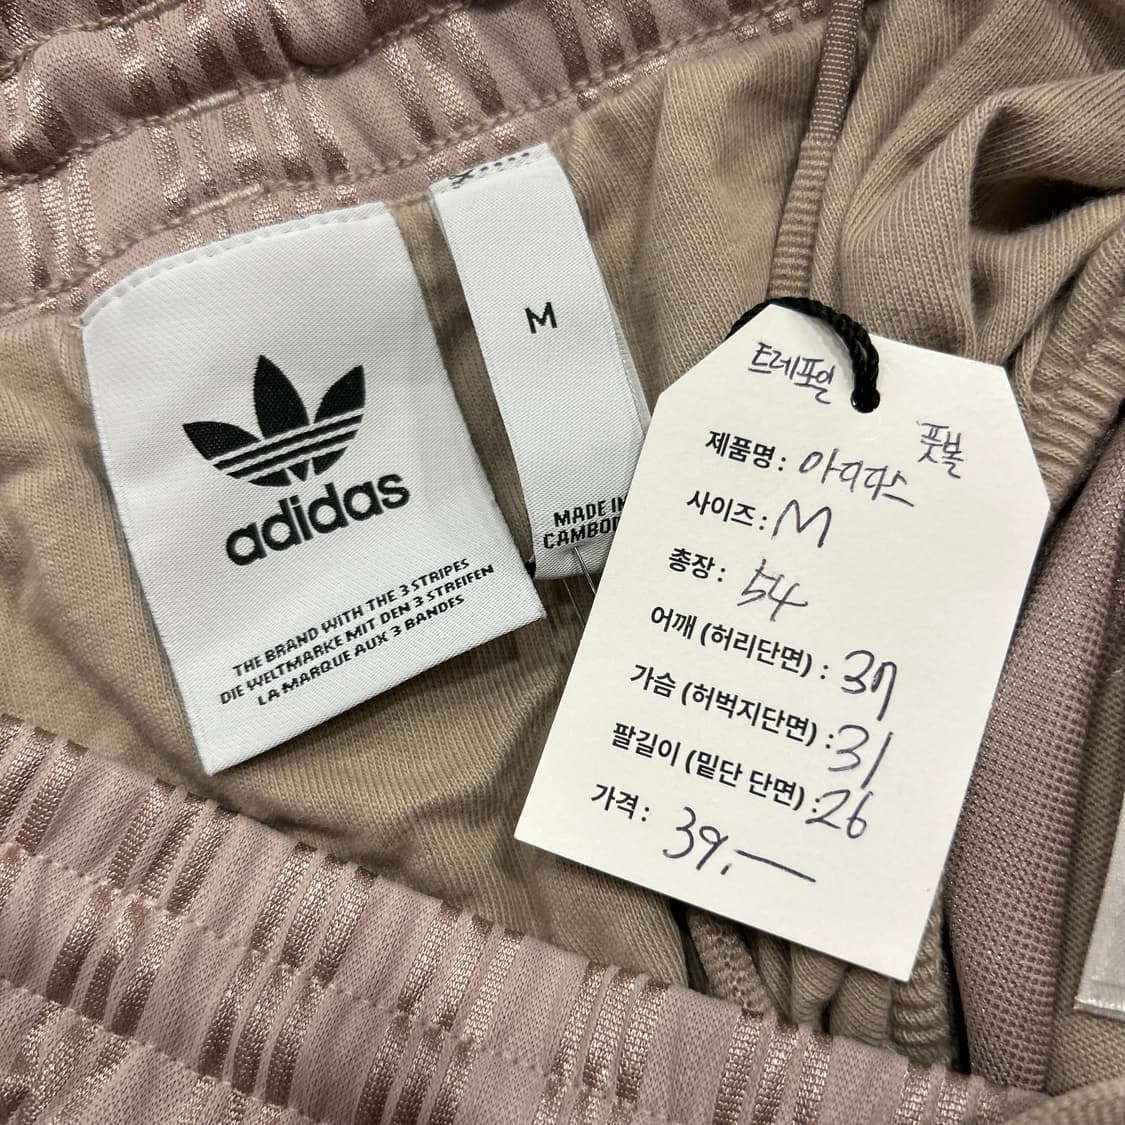 adidas
THE BRAND WITH THE 3 STRIPES
DIE WELTMARKE MIT DEN 3 STREIFEN
LA MARQUE AUX 3 BANDES
M
MADE IN
CAMBOD
트레포일
풋볼
제품명: 아디다스
사이즈: M
총장: 54
어깨 (허리단면) : 37
가슴 (허벅지단면) :31
팔길이 (밑단 단면) :26
가격: 39,-